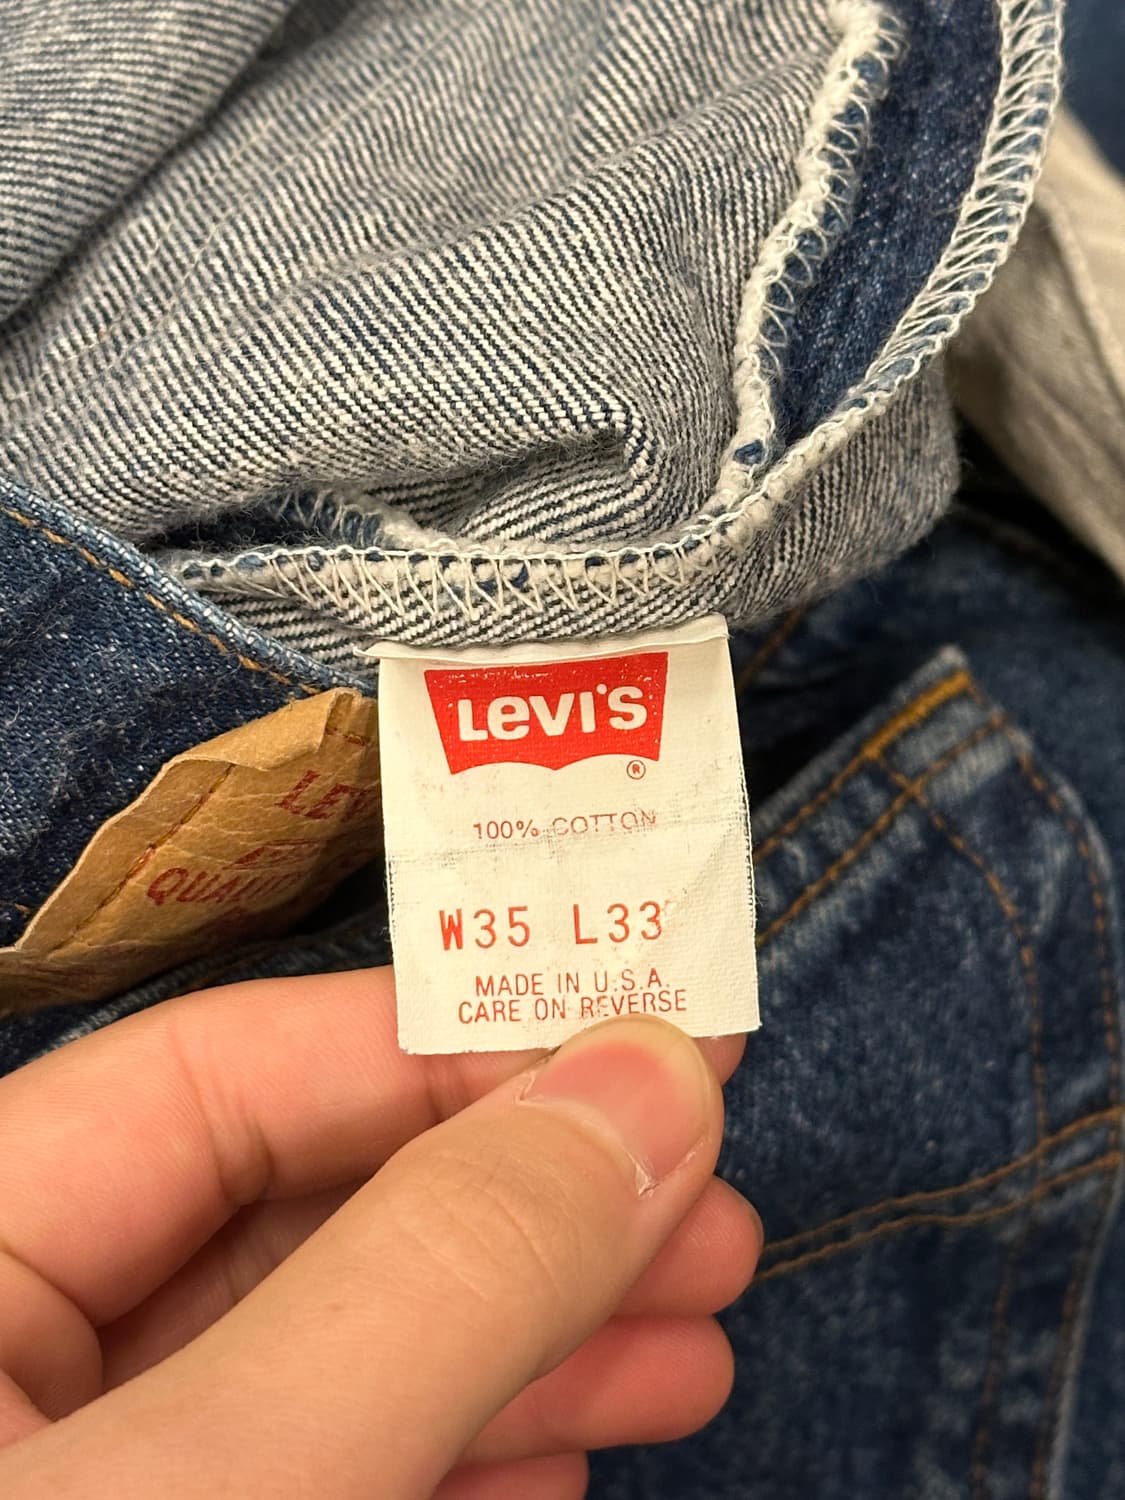 LEVI'S
®
100% COTTON
W35 L33
MADE IN U.S.A.
CARE ON REVERSE